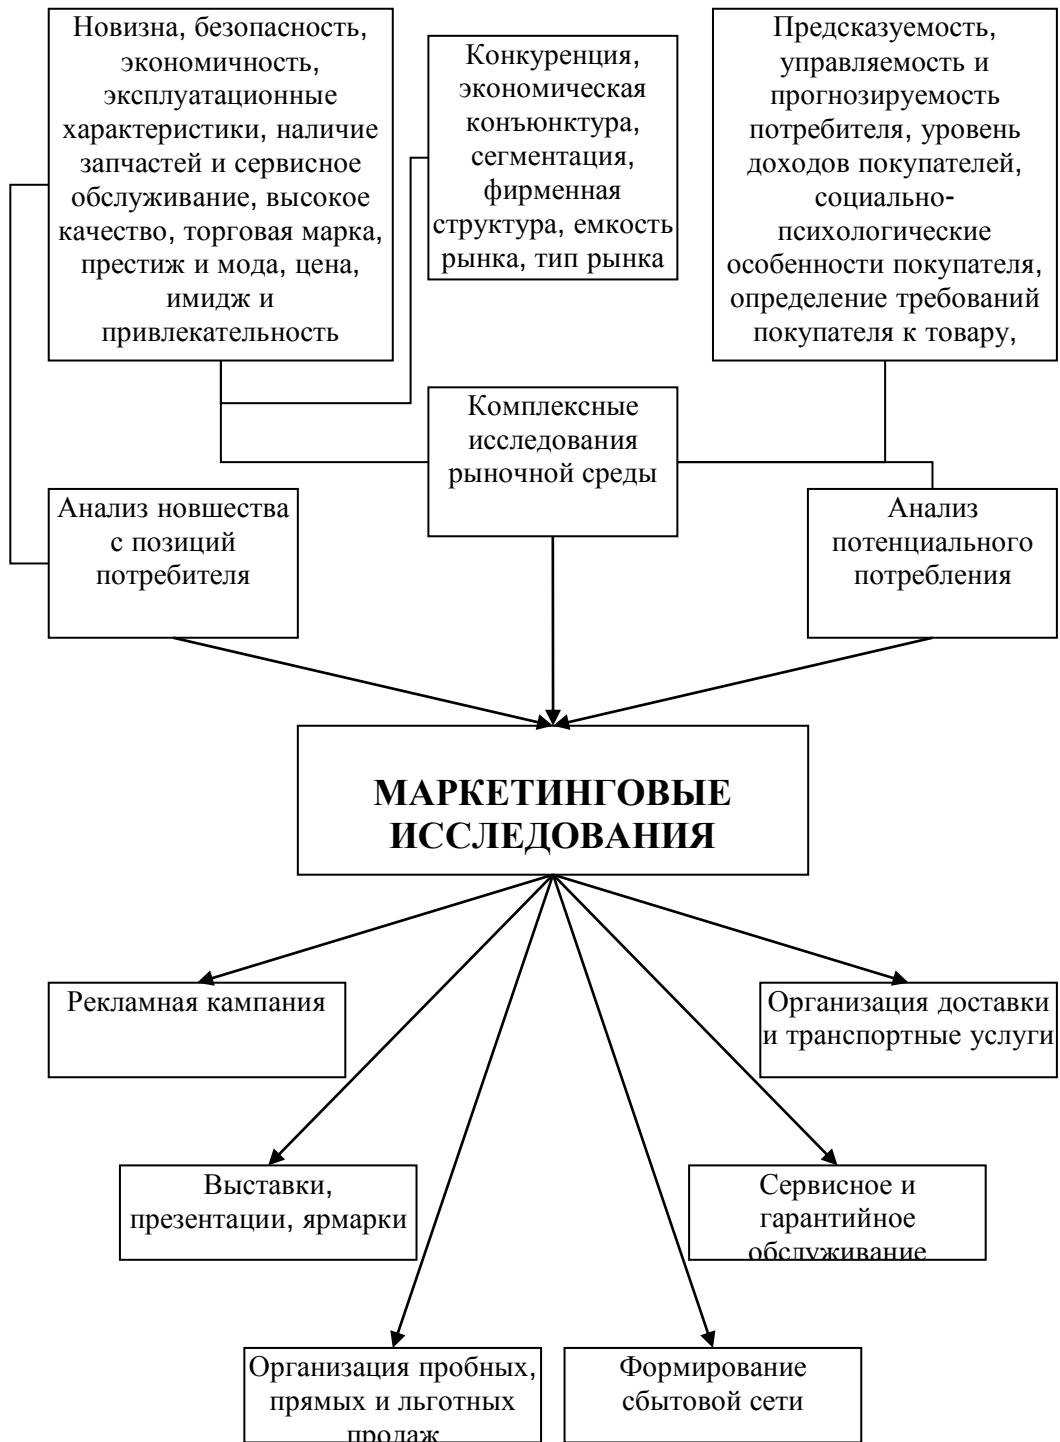 Новизна, безопасность,
экономичность,
эксплуатационные
характеристики, наличие
запчастей и сервисное
обслуживание, высокое
качество, торговая марка,
престиж и мода, цена,
имидж и
привлекательность
Конкуренция,
экономическая
конъюнктура,
сегментация,
фирменная
структура, емкость
рынка, тип рынка
Предсказуемость,
управляемость и
прогнозируемость
потребителя, уровень
доходов покупателей,
социально-
психологические
особенности покупателя,
определение требований
покупателя к товару,
Комплексные
исследования
рыночной среды
Анализ новшества
с позиций
потребителя
Анализ
потенциального
потребления
МАРКЕТИНГОВЫЕ
ИССЛЕДОВАНИЯ
Рекламная кампания
Организация доставки
и транспортные услуги
Выставки,
презентации, ярмарки
Сервисное и
гарантийное
обслуживание
Организация пробных,
прямых и льготных
продаж
Формирование
сбытовой сети